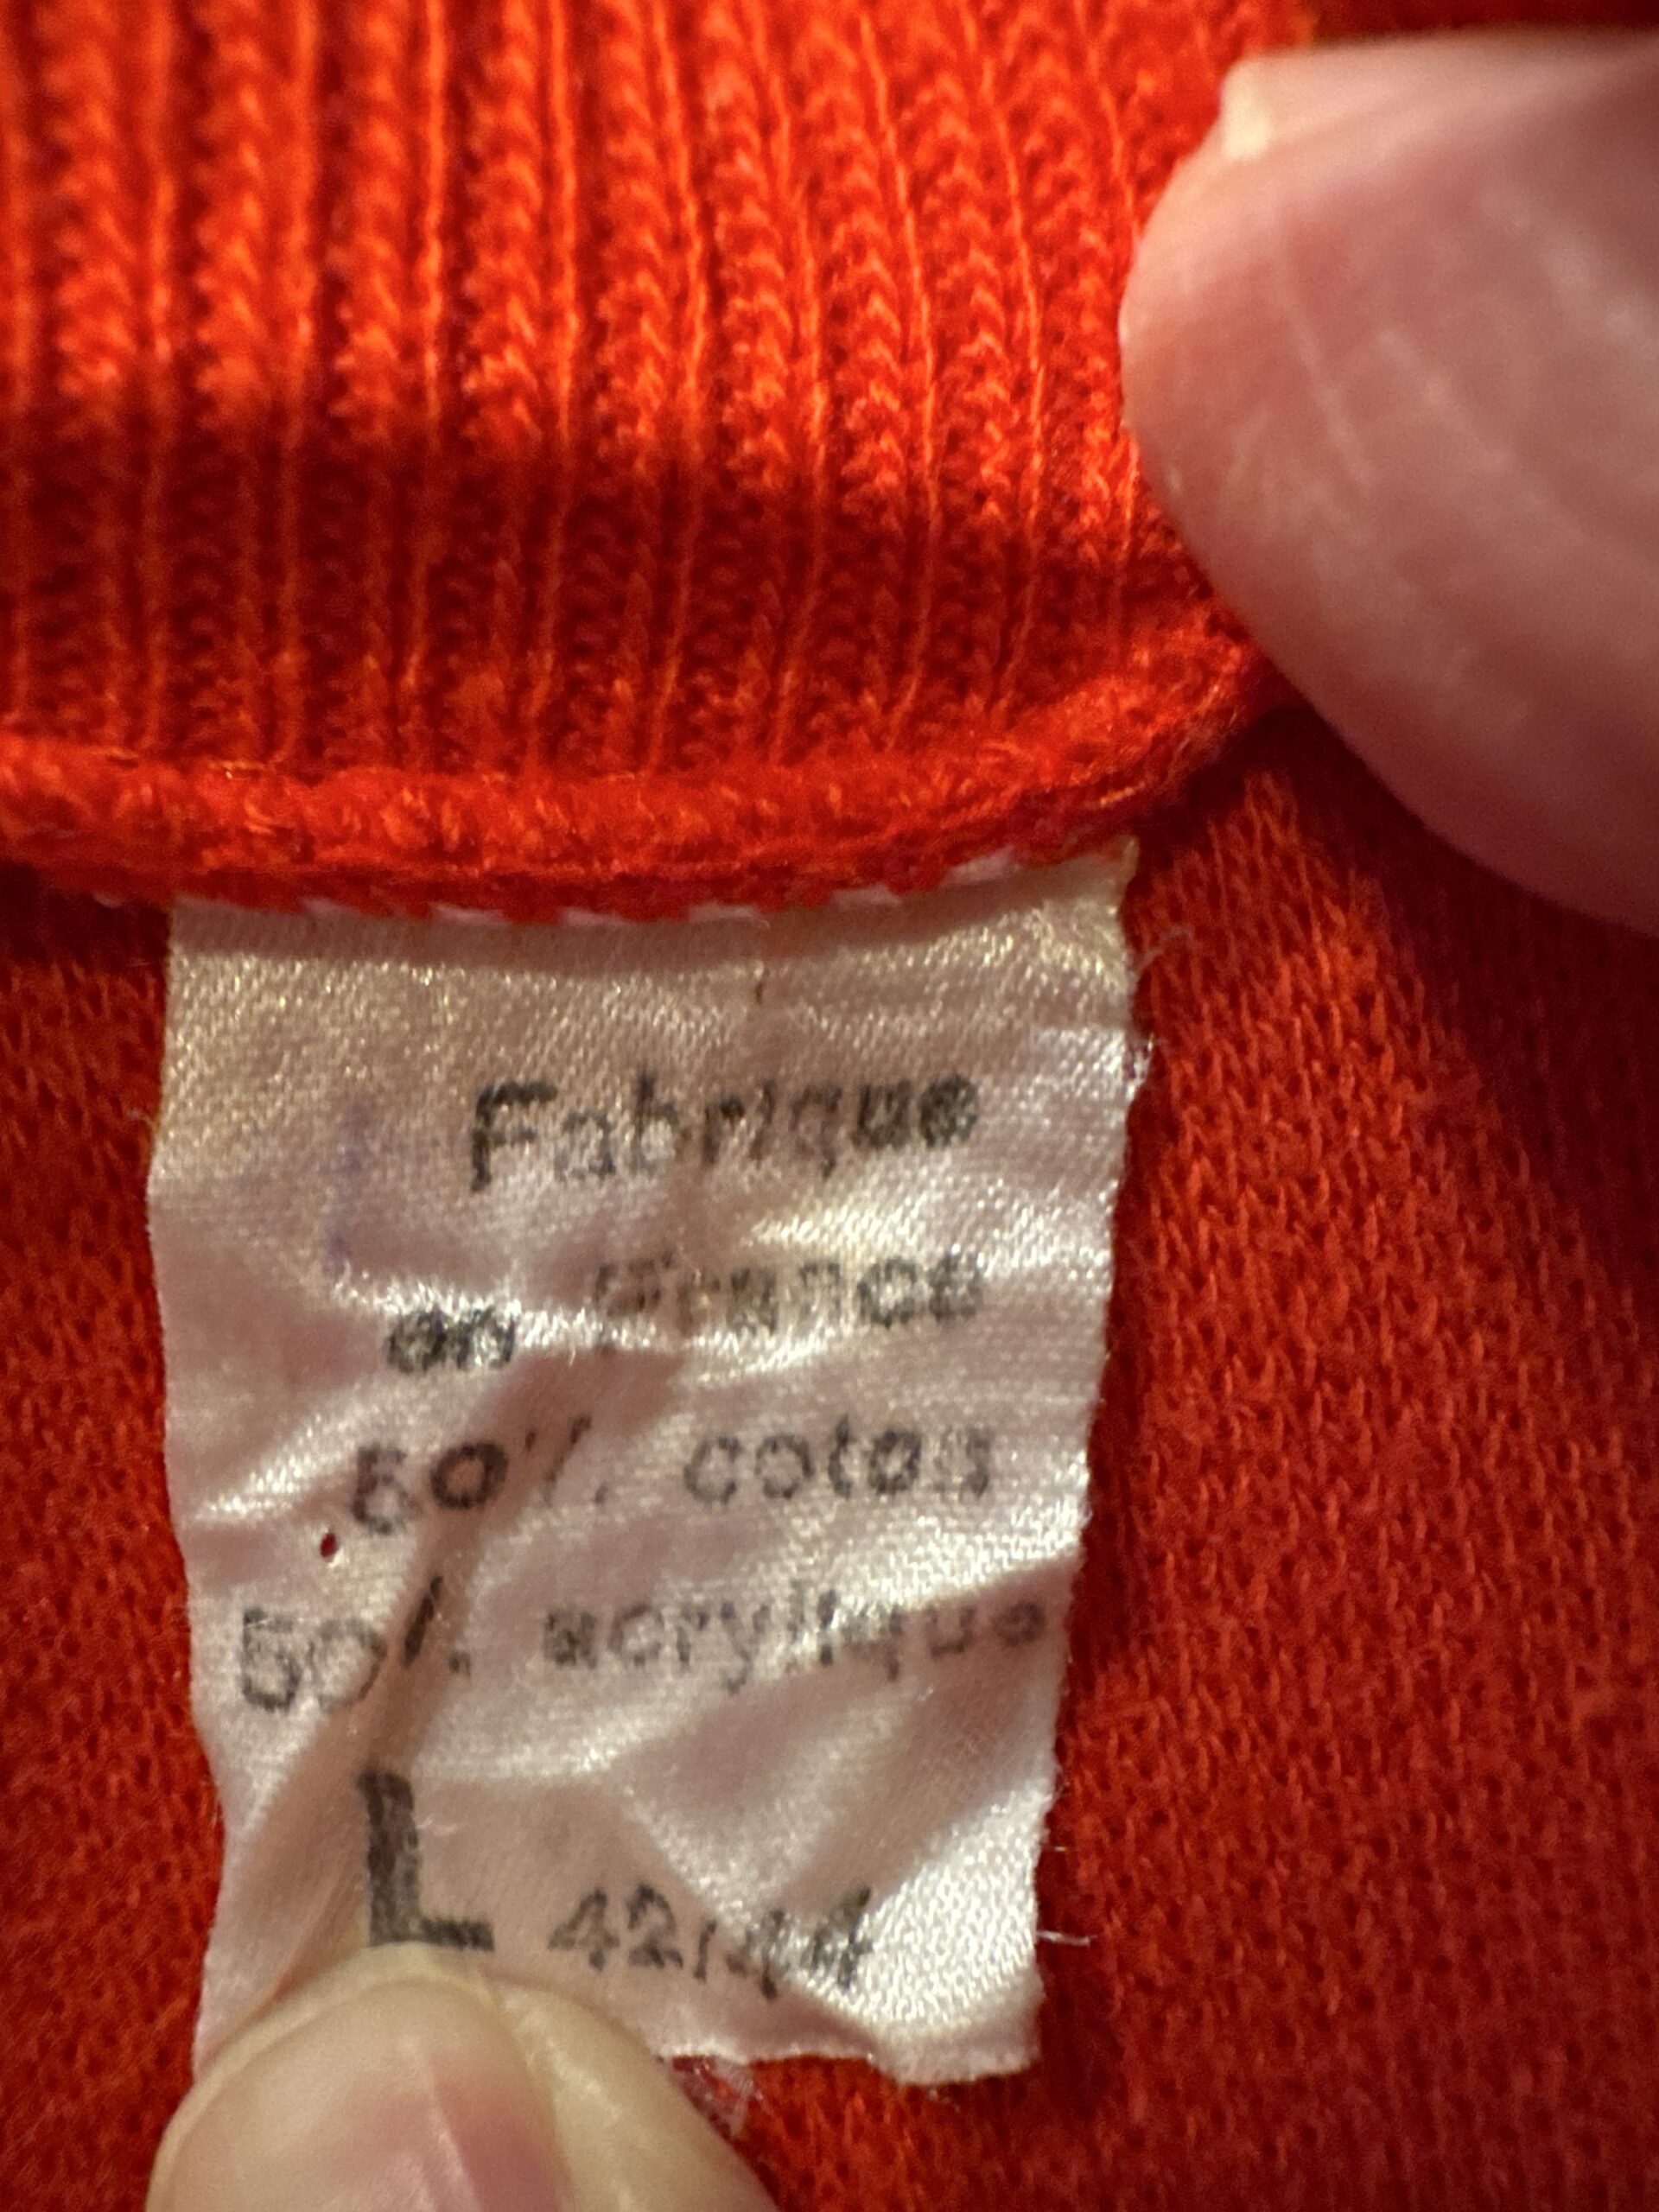 Fabrique
en France
50% coton
50% acrylique
L 42/44